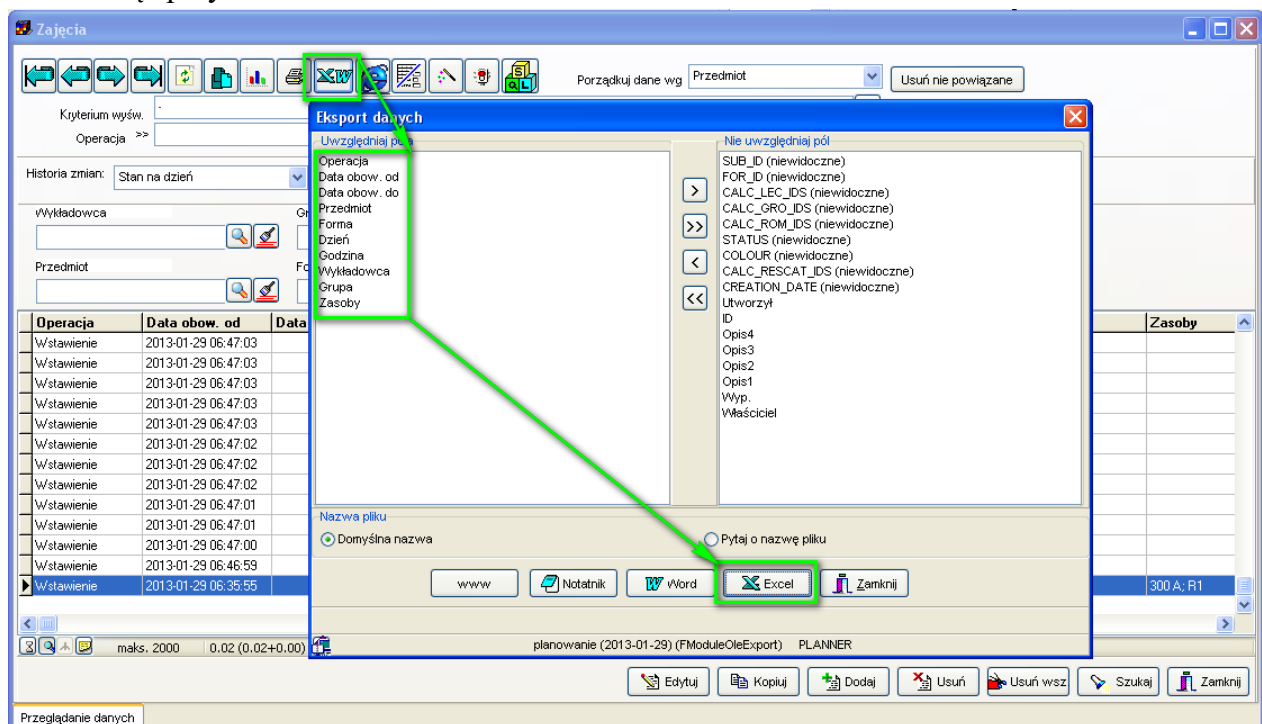 Zajęcia
Porządkuj dane wg Przedmiot Usuń nie powiązane
Kryterium wyśw. -
Operacja >>
Historia zmian: Stan na dzień
Wykładowca
Przedmiot
Eksport danych
Uwzględniaj pola
Operacja
Data obow. od
Data obow. do
Przedmiot
Forma
Dzień
Godzina
Wykładowca
Grupa
Zasoby
>
>>
<
<<
Nie uwzględniaj pól
SUB_ID (niewidoczne)
FOR_ID (niewidoczne)
CALC_LEC_IDS (niewidoczne)
CALC_GRO_IDS (niewidoczne)
CALC_ROM_IDS (niewidoczne)
STATUS (niewidoczne)
COLOUR (niewidoczne)
CALC_RESCAT_IDS (niewidoczne)
CREATION_DATE (niewidoczne)
Utworzył
ID
Opis4
Opis3
Opis2
Opis1
Wyp.
Właściciel
Nazwa pliku
Domyślna nazwa Pytaj o nazwę pliku
www Notatnik Word Excel Zamknij
planowanie (2013-01-29) (FModuleOleExport) PLANNER
Operacja Data obow. od Data Zasoby
Wstawienie 2013-01-29 06:47:03
Wstawienie 2013-01-29 06:47:03
Wstawienie 2013-01-29 06:47:03
Wstawienie 2013-01-29 06:47:03
Wstawienie 2013-01-29 06:47:03
Wstawienie 2013-01-29 06:47:02
Wstawienie 2013-01-29 06:47:02
Wstawienie 2013-01-29 06:47:02
Wstawienie 2013-01-29 06:47:01
Wstawienie 2013-01-29 06:47:01
Wstawienie 2013-01-29 06:47:00
Wstawienie 2013-01-29 06:46:59
Wstawienie 2013-01-29 06:35:55 300 A; R1
maks. 2000 0.02 (0.02+0.00)
Edytuj Kopiuj Dodaj Usuń Usuń wsz Szukaj Zamknij
Przeglądanie danych